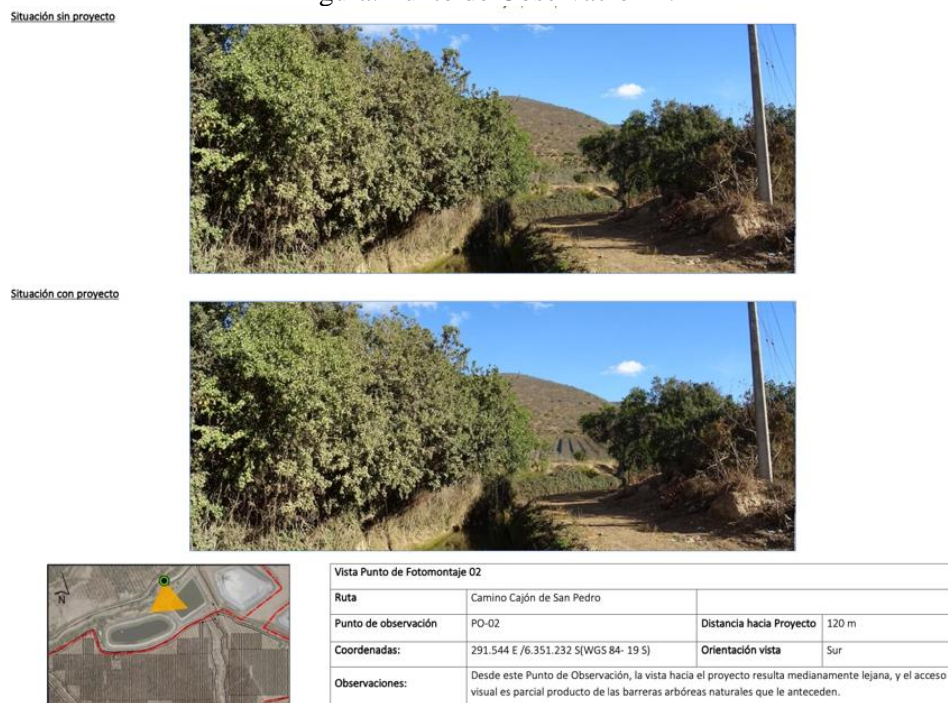 Situación sin proyecto
Situación con proyecto
N
Vista Punto de Fotomontaje 02
Ruta Camino Cajón de San Pedro
Punto de observación PO-02 Distancia hacia Proyecto 120 m
Coordenadas: 291.544 E /6.351.232 S(WGS 84- 19 S) Orientación vista Sur
Observaciones: Desde este Punto de Observación, la vista hacia el proyecto resulta medianamente lejana, y el acceso
visual es parcial producto de las barreras arbóreas naturales que le anteceden.